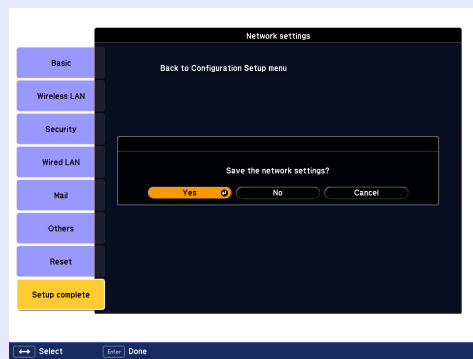 Network settings
Basic
Back to Configuration Setup menu
Wireless LAN
Security
Wired LAN
Save the network settings?
Yes No Cancel
Mail
Others
Reset
Setup complete
Select Enter Done